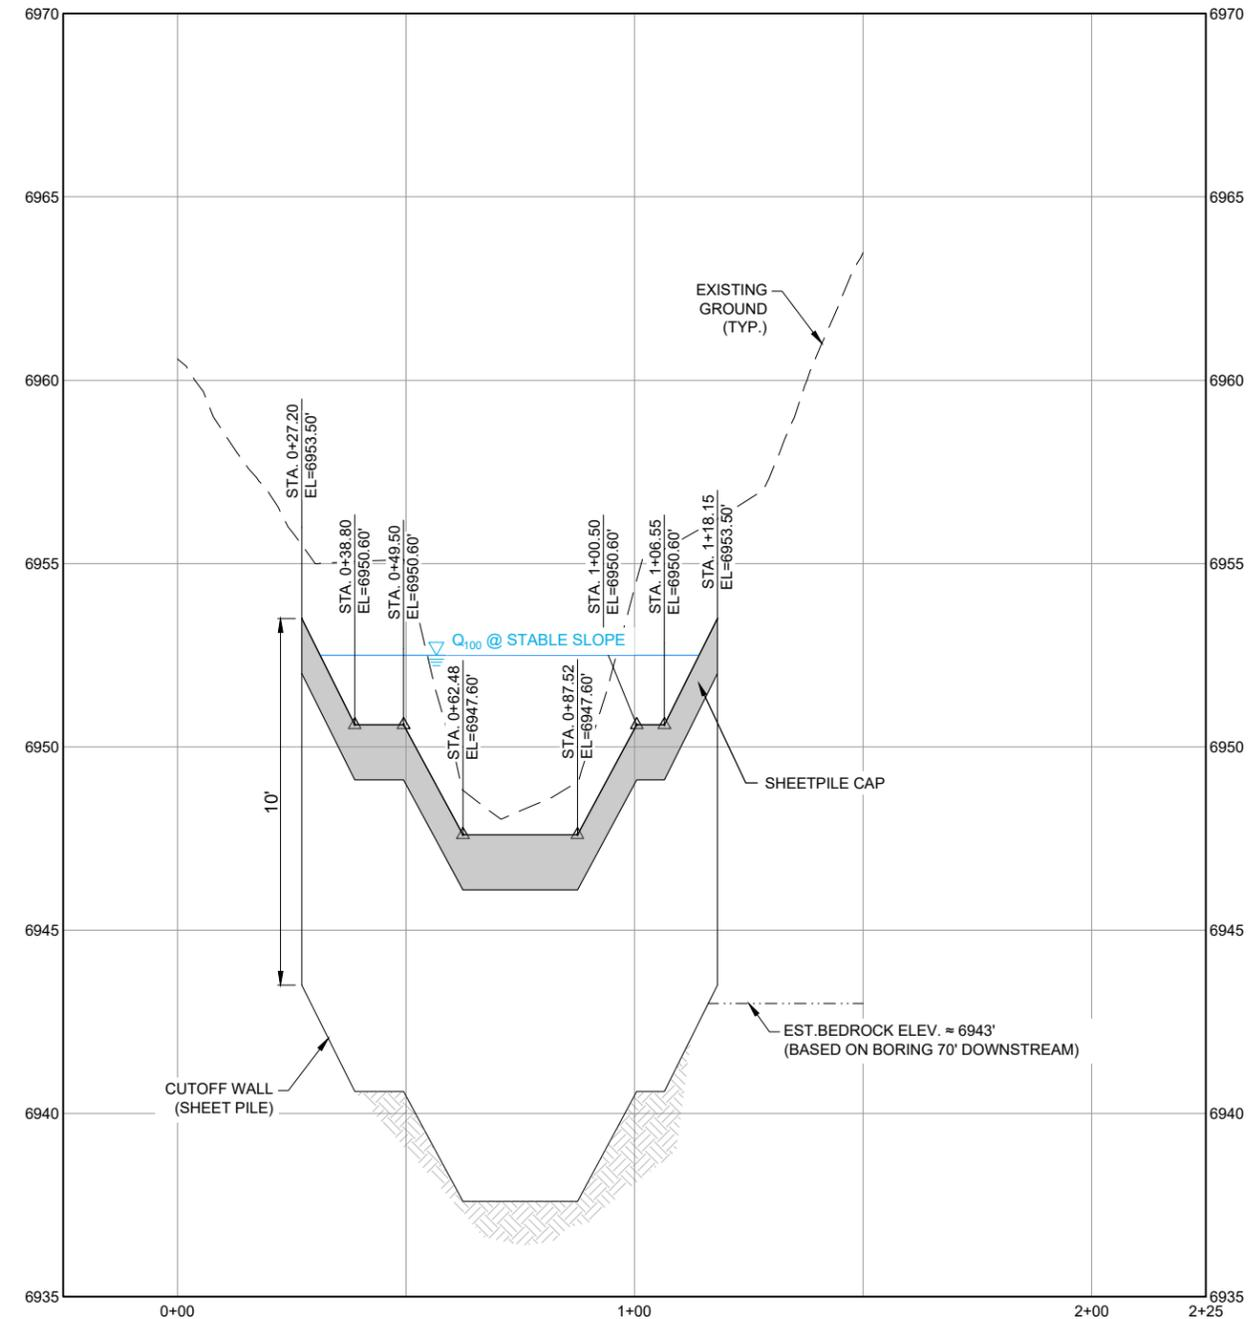 6970
6970
6965
6965
EXISTING
GROUND
(TYP.)
6960
6960
STA. 0+27.20
EL=6953.50'
STA. 0+38.80
EL=6950.60'
STA. 0+49.50
EL=6950.60'
STA. 1+00.50
EL=6950.60'
STA. 1+06.55
EL=6950.60'
STA. 1+18.15
EL=6953.50'
6955
6955
Q100 @ STABLE SLOPE
STA. 0+62.48
EL=6947.60'
STA. 0+87.52
EL=6947.60'
6950
6950
SHEETPILE CAP
10'
6945
6945
EST.BEDROCK ELEV. ≈ 6943'
(BASED ON BORING 70' DOWNSTREAM)
CUTOFF WALL
(SHEET PILE)
6940
6940
6935
6935
0+00
1+00
2+00
2+25